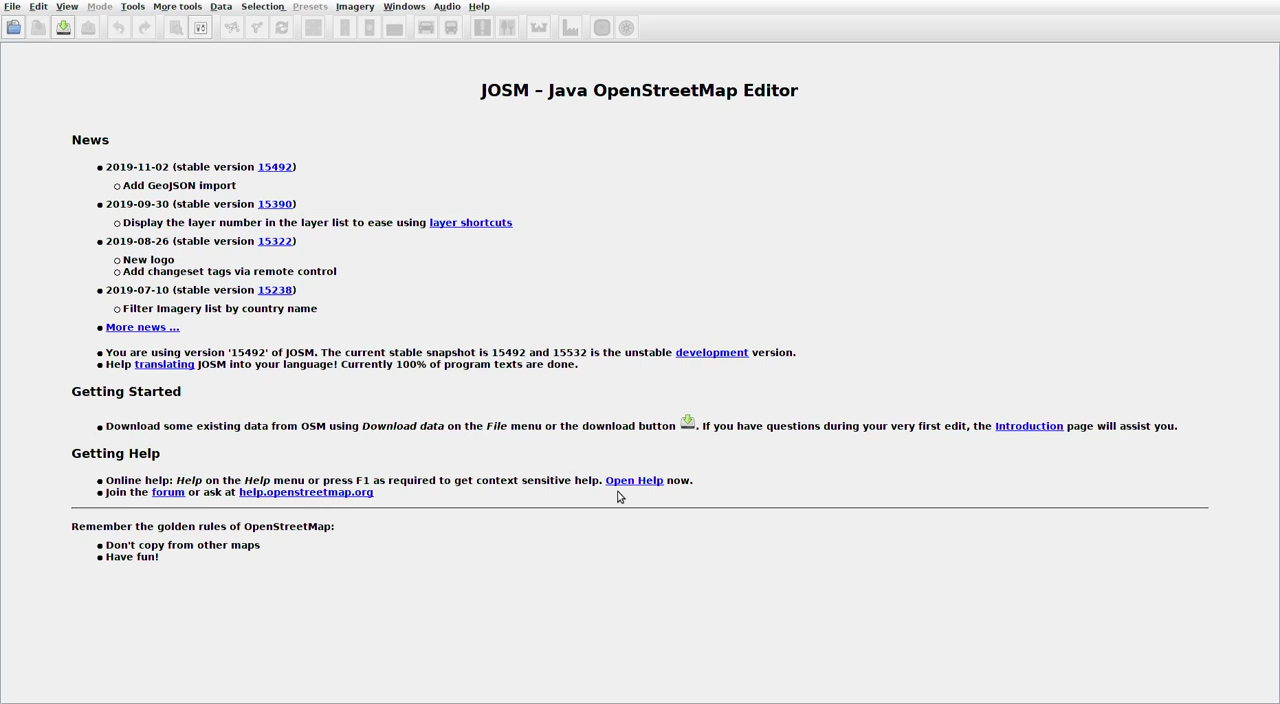 File Edit View Mode Tools More tools Data Selection Presets Imagery Windows Audio Help
JOSM – Java OpenStreetMap Editor
News
2019-11-02 (stable version 15492)
Add GeoJSON import
2019-09-30 (stable version 15390)
Display the layer number in the layer list to ease using layer shortcuts
2019-08-26 (stable version 15322)
New logo
Add changeset tags via remote control
2019-07-10 (stable version 15238)
Filter Imagery list by country name
More news ...
You are using version '15492' of JOSM. The current stable snapshot is 15492 and 15532 is the unstable development version.
Help translating JOSM into your language! Currently 100% of program texts are done.
Getting Started
Download some existing data from OSM using Download data on the File menu or the download button . If you have questions during your very first edit, the Introduction page will assist you.
Getting Help
Online help: Help on the Help menu or press F1 as required to get context sensitive help. Open Help now.
Join the forum or ask at help.openstreetmap.org
Remember the golden rules of OpenStreetMap:
Don't copy from other maps
Have fun!